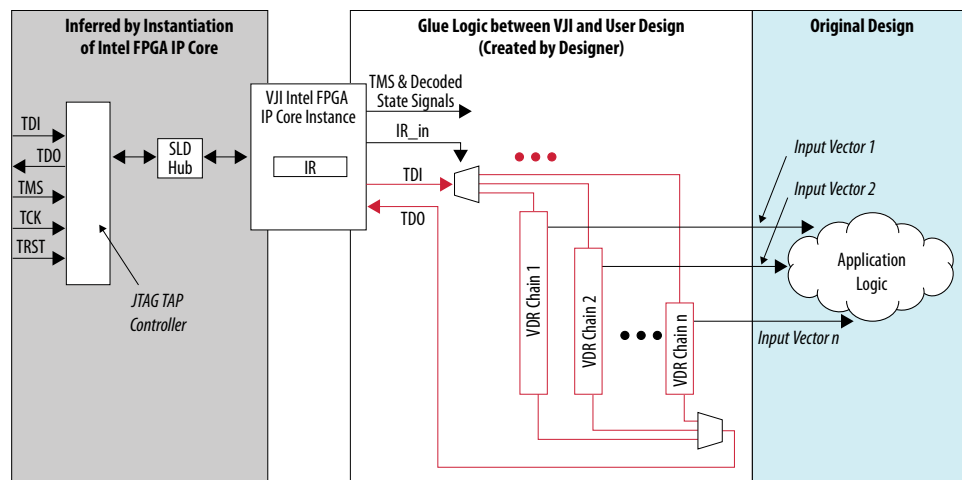 Inferred by Instantiation
of Intel FPGA IP Core
Glue Logic between VJI and User Design
(Created by Designer)
Original Design
VJI Intel FPGA
IP Core Instance
IR
TMS & Decoded
State Signals
IR_in
TDI
TDO
TDI
TDO
TMS
TCK
TRST
SLD
Hub
JTAG TAP
Controller
VDR Chain 1
VDR Chain 2
VDR Chain n
Input Vector 1
Input Vector 2
Application
Logic
Input Vector n